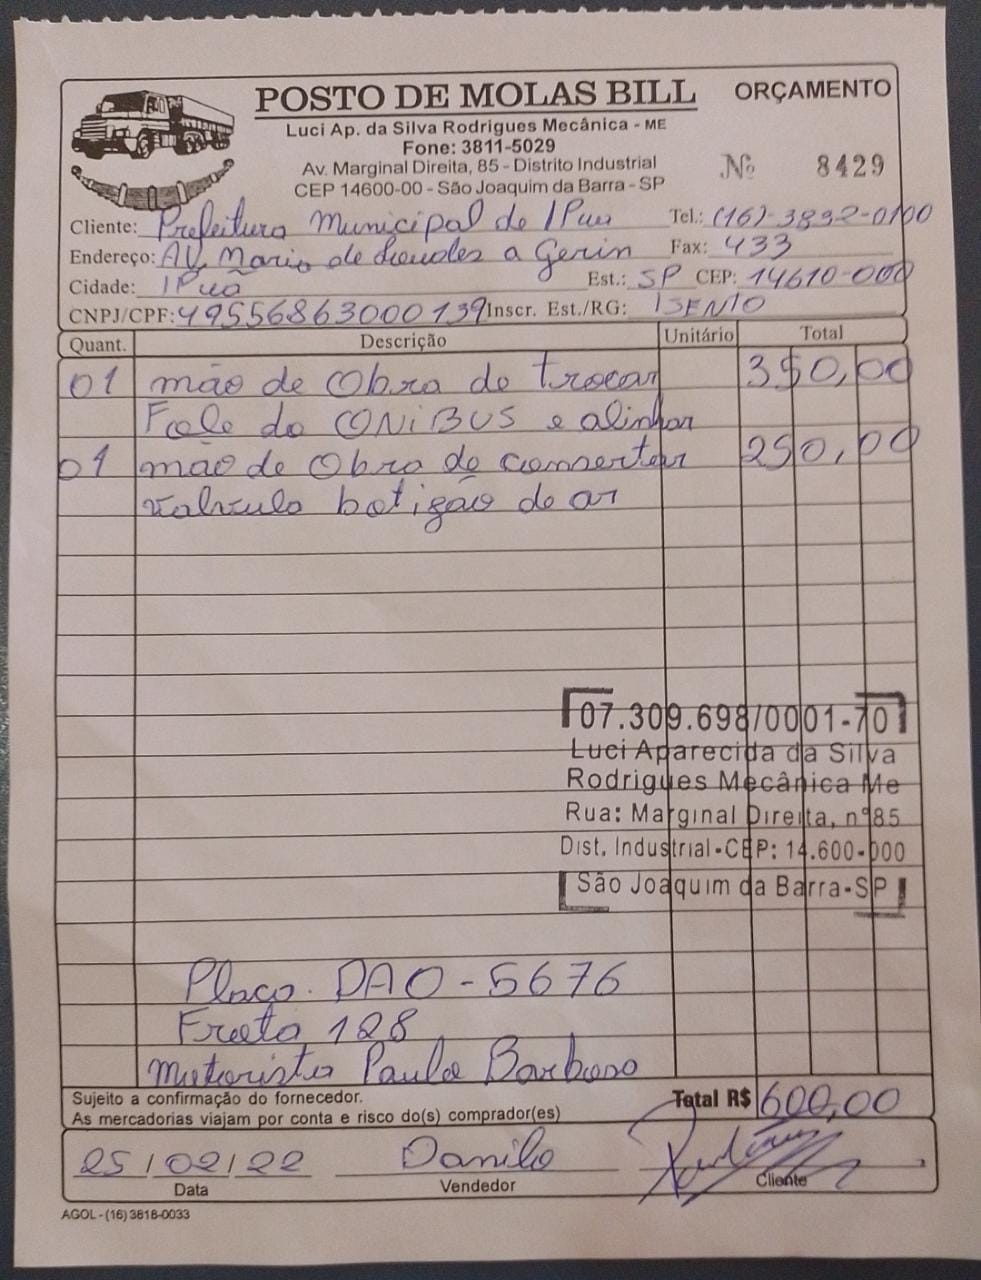 POSTO DE MOLAS BILL
ORÇAMENTO
Luci Ap. da Silva Rodrigues Mecânica - ME
Fone: 3811-5029
Av. Marginal Direita, 85 - Distrito Industrial
CEP 14600-00 - São Joaquim da Barra - SP
Nº 8429
Cliente: Prefeitura Municipal de IPuã Tel.: (16)-3832-0100
Endereço: AV, Maria de Lourdes a Gerin Fax: 433
Cidade: IPuã Est.: SP CEP: 14610-000
CNPJ/CPF: 49556863000139 Inscr. Est./RG: ISENTO
Quant. Descrição Unitário Total
01 mão de Obra de trocar 350,00
Fole do ONiBUS e alinhar
01 mão de Obra de consertar 250,00
valvula botigão de ar
07.309.698/0001-70
Luci Aparecida da Silva
Rodrigues Mecânica Me
Rua: Marginal Direita, nº85
Dist. Industrial-CEP: 14.600-000
São Joaquim da Barra-SP
Placa. DAO-5676
Frota 128
Motorista Paulo Barboso
Sujeito a confirmação do fornecedor.
As mercadorias viajam por conta e risco do(s) comprador(es)
Total R$ 600,00
25/02/22 Danilo
Data Vendedor Cliente
AGOL - (16) 3818-0033